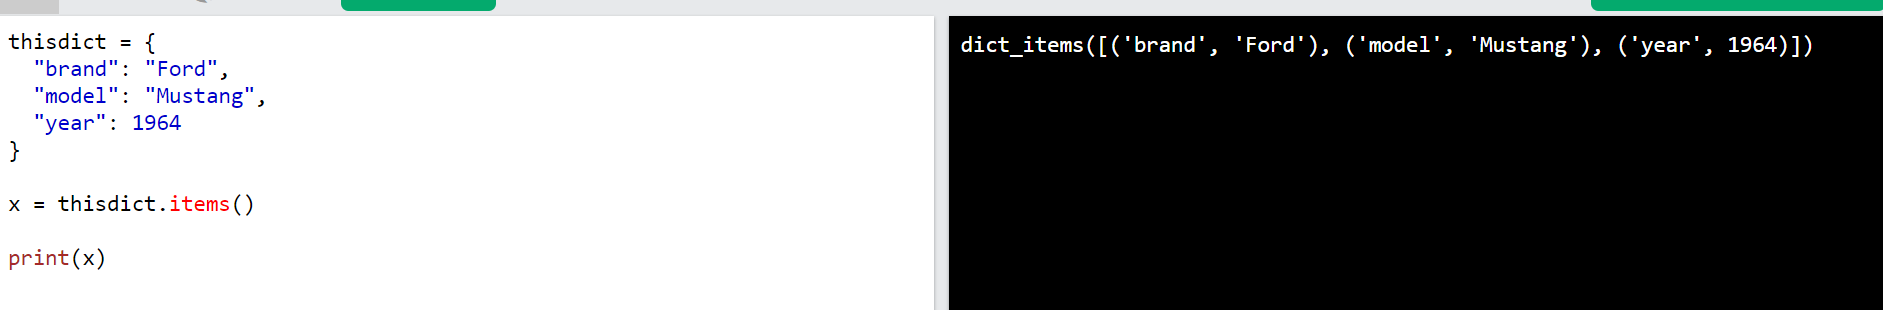 thisdict = {
  "brand": "Ford",
  "model": "Mustang",
  "year": 1964
}
x = thisdict.items()
print(x)
dict_items([('brand', 'Ford'), ('model', 'Mustang'), ('year', 1964)])